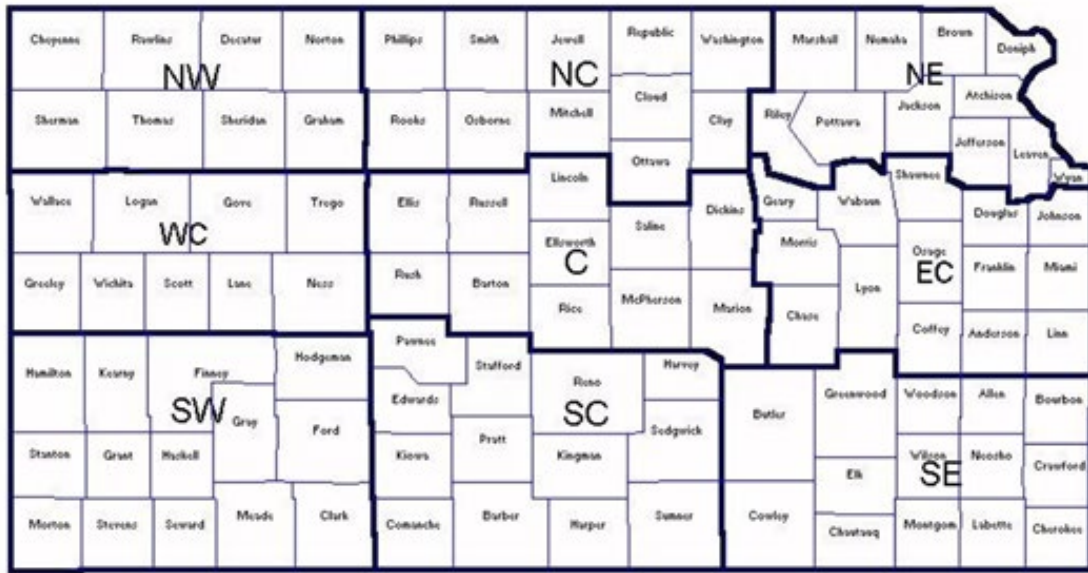 Cheyenne Rawlins Decatur Norton Phillips Smith Jewell Republic Washington Marshall Nemaha Brown Doniph
NW NC NE
Sherman Thomas Sheridan Graham Rooks Osborne Mitchell Cloud Clay Riley Pottawa Jackson Atchison
Ottawa Jefferson Leaven Wyan
Wallace Logan Gove Trego Ellis Russell Lincoln Saline Dickins Geary Wabaun Shawnee Douglas Johnson
WC C EC
Ellsworth Morris Osage
Greeley Wichita Scott Lane Ness Rush Barton Rice McPherson Marion Chase Lyon Coffey Franklin Miami
Anderson Linn
Hamilton Kearny Finney Hodgeman Pawnee Stafford Reno Harvey Butler Greenwood Woodson Allen Bourbon
SW SC SE
Gray Ford Edwards Sedgwick
Stanton Grant Haskell Kiowa Pratt Kingman Elk Wilson Neosho Crawford
Morton Stevens Seward Meade Clark Comanche Barber Harper Sumner Cowley Chautauq Montgom Labette Cherokee